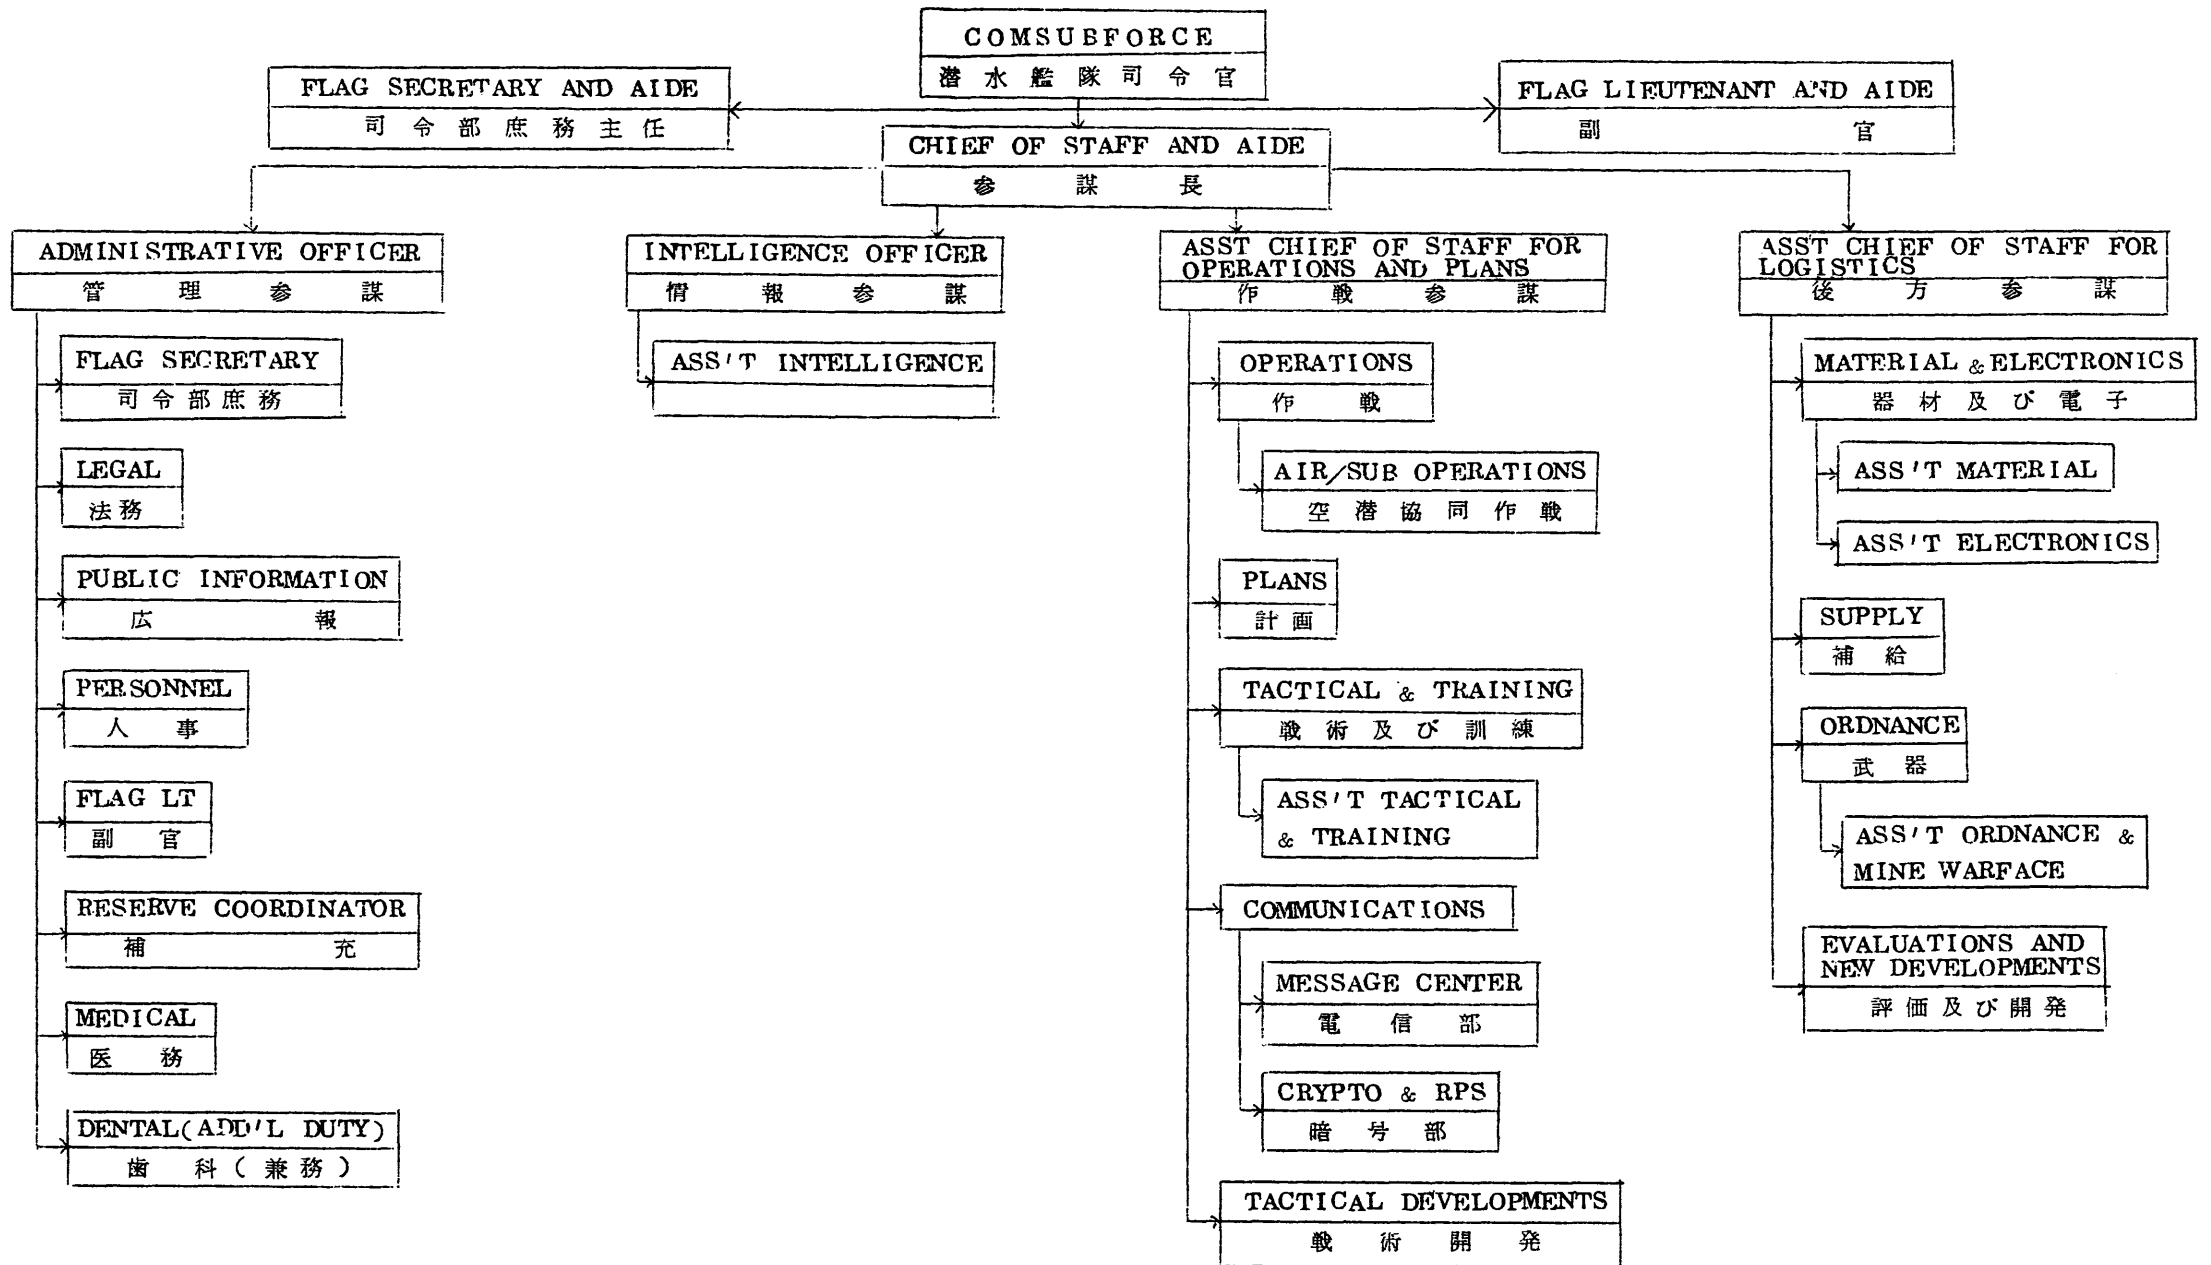 COMSUBFORCE
潜水艦隊司令官
FLAG SECRETARY AND AIDE
司令部庶務主任
FLAG LIEUTENANT AND AIDE
副官
CHIEF OF STAFF AND AIDE
参謀長
ADMINISTRATIVE OFFICER
管理参謀
FLAG SECRETARY
司令部庶務
LEGAL
法務
PUBLIC INFORMATION
広報
PERSONNEL
人事
FLAG LT
副官
RESERVE COORDINATOR
補充
MEDICAL
医務
DENTAL(ADD'L DUTY)
歯科(兼務)
INTELLIGENCE OFFICER
情報参謀
ASS'T INTELLIGENCE
ASST CHIEF OF STAFF FOR
OPERATIONS AND PLANS
作戦参謀
OPERATIONS
作戦
AIR/SUB OPERATIONS
空潜協同作戦
PLANS
計画
TACTICAL & TRAINING
戦術及び訓練
ASS'T TACTICAL
& TRAINING
COMMUNICATIONS
MESSAGE CENTER
電信部
CRYPTO & RPS
暗号部
TACTICAL DEVELOPMENTS
戦術開発
ASST CHIEF OF STAFF FOR
LOGISTICS
後方参謀
MATERIAL & ELECTRONICS
器材及び電子
ASS'T MATERIAL
ASS'T ELECTRONICS
SUPPLY
補給
ORDNANCE
武器
ASS'T ORDNANCE &
MINE WARFACE
EVALUATIONS AND
NEW DEVELOPMENTS
評価及び開発